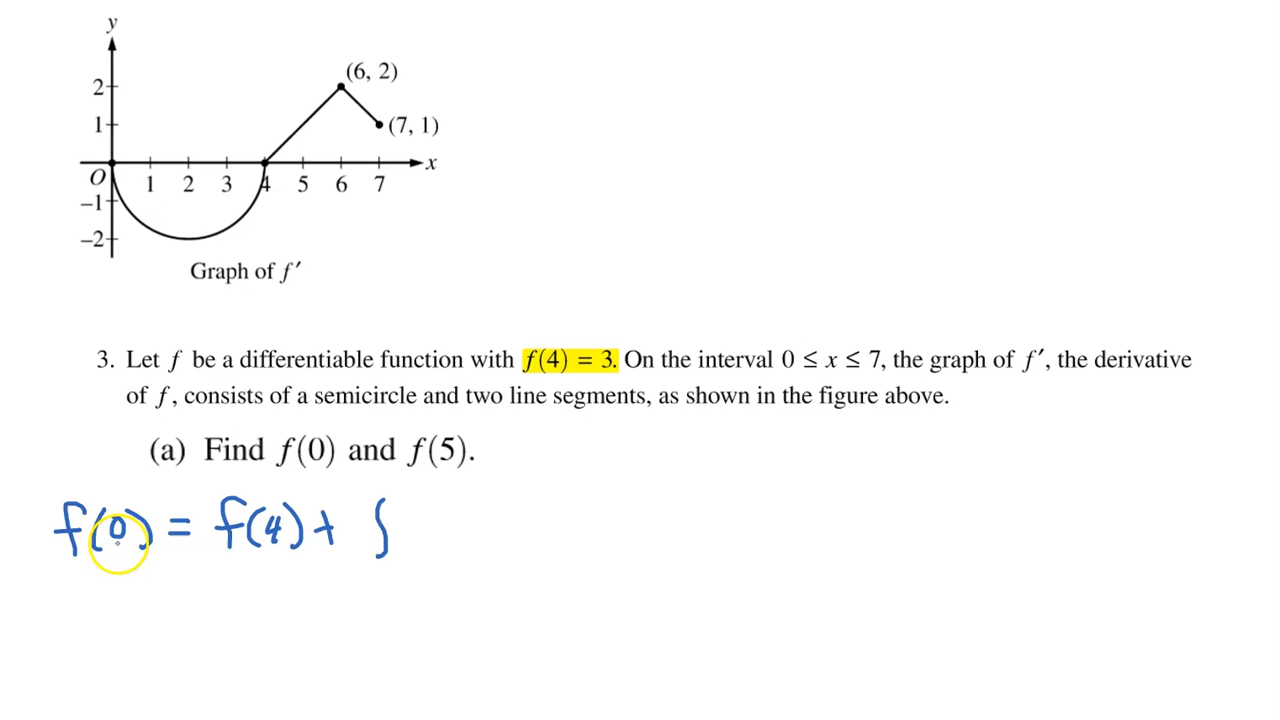 y
(6, 2)
2
1
(7, 1)
x
O
1 2 3 4 5 6 7
–1
–2
Graph of f′
3. Let f be a differentiable function with f(4) = 3. On the interval 0 ≤ x ≤ 7, the graph of f′, the derivative
of f, consists of a semicircle and two line segments, as shown in the figure above.
(a) Find f(0) and f(5).
f(0) = f(4) + ∫